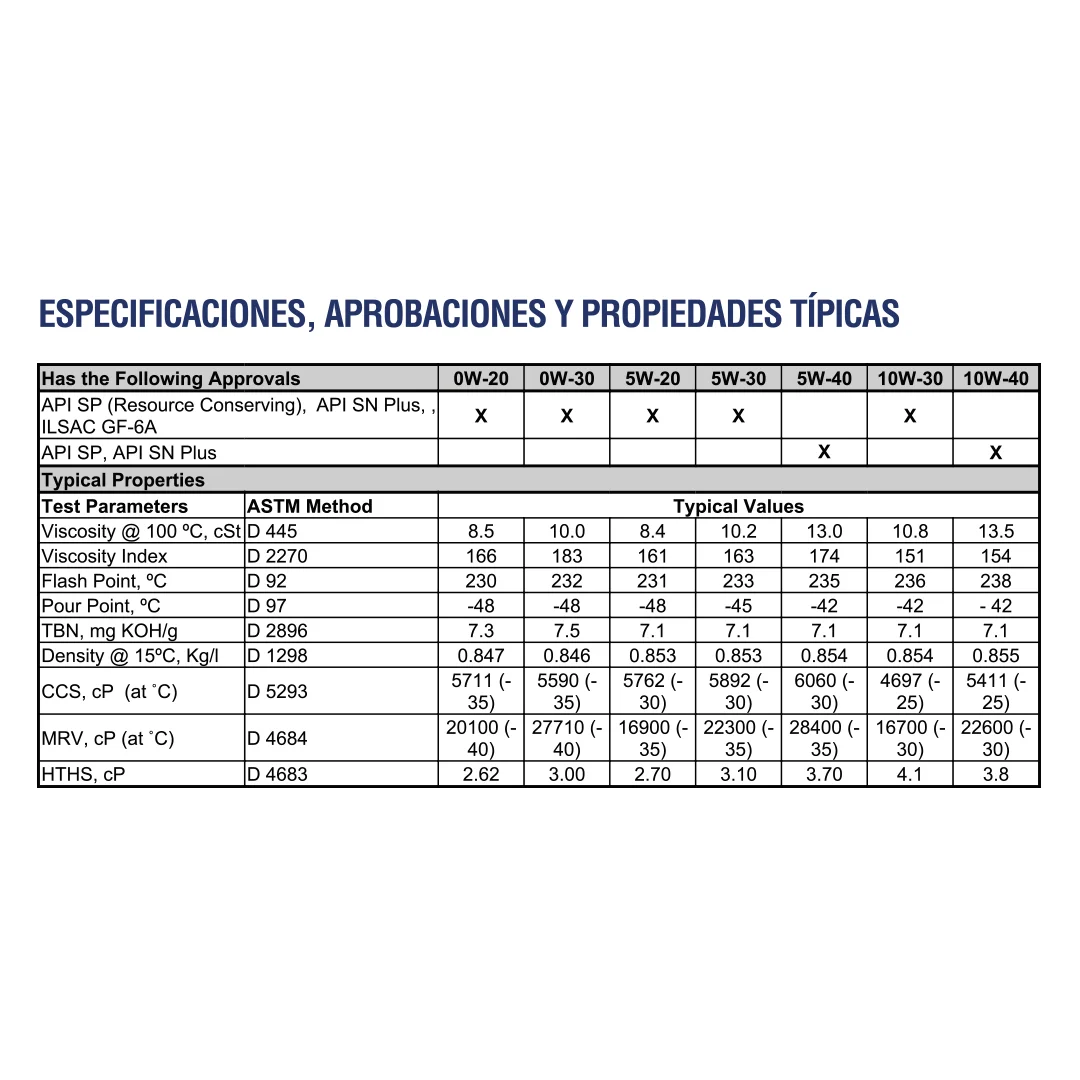 ESPECIFICACIONES, APROBACIONES Y PROPIEDADES TÍPICAS
Has the Following Approvals 0W-20 0W-30 5W-20 5W-30 5W-40 10W-30 10W-40
API SP (Resource Conserving), API SN Plus, ,
ILSAC GF-6A X X X X X
API SP, API SN Plus X X
Typical Properties
Test Parameters ASTM Method Typical Values
Viscosity @ 100 ºC, cSt D 445 8.5 10.0 8.4 10.2 13.0 10.8 13.5
Viscosity Index D 2270 166 183 161 163 174 151 154
Flash Point, ºC D 92 230 232 231 233 235 236 238
Pour Point, ºC D 97 -48 -48 -48 -45 -42 -42 - 42
TBN, mg KOH/g D 2896 7.3 7.5 7.1 7.1 7.1 7.1 7.1
Density @ 15ºC, Kg/l D 1298 0.847 0.846 0.853 0.853 0.854 0.854 0.855
CCS, cP (at ˚C) D 5293 5711 (- 5590 (- 5762 (- 5892 (- 6060 (- 4697 (- 5411 (-
35) 35) 30) 30) 30) 25) 25)
MRV, cP (at ˚C) D 4684 20100 (- 27710 (- 16900 (- 22300 (- 28400 (- 16700 (- 22600 (-
40) 40) 35) 35) 35) 30) 30)
HTHS, cP D 4683 2.62 3.00 2.70 3.10 3.70 4.1 3.8